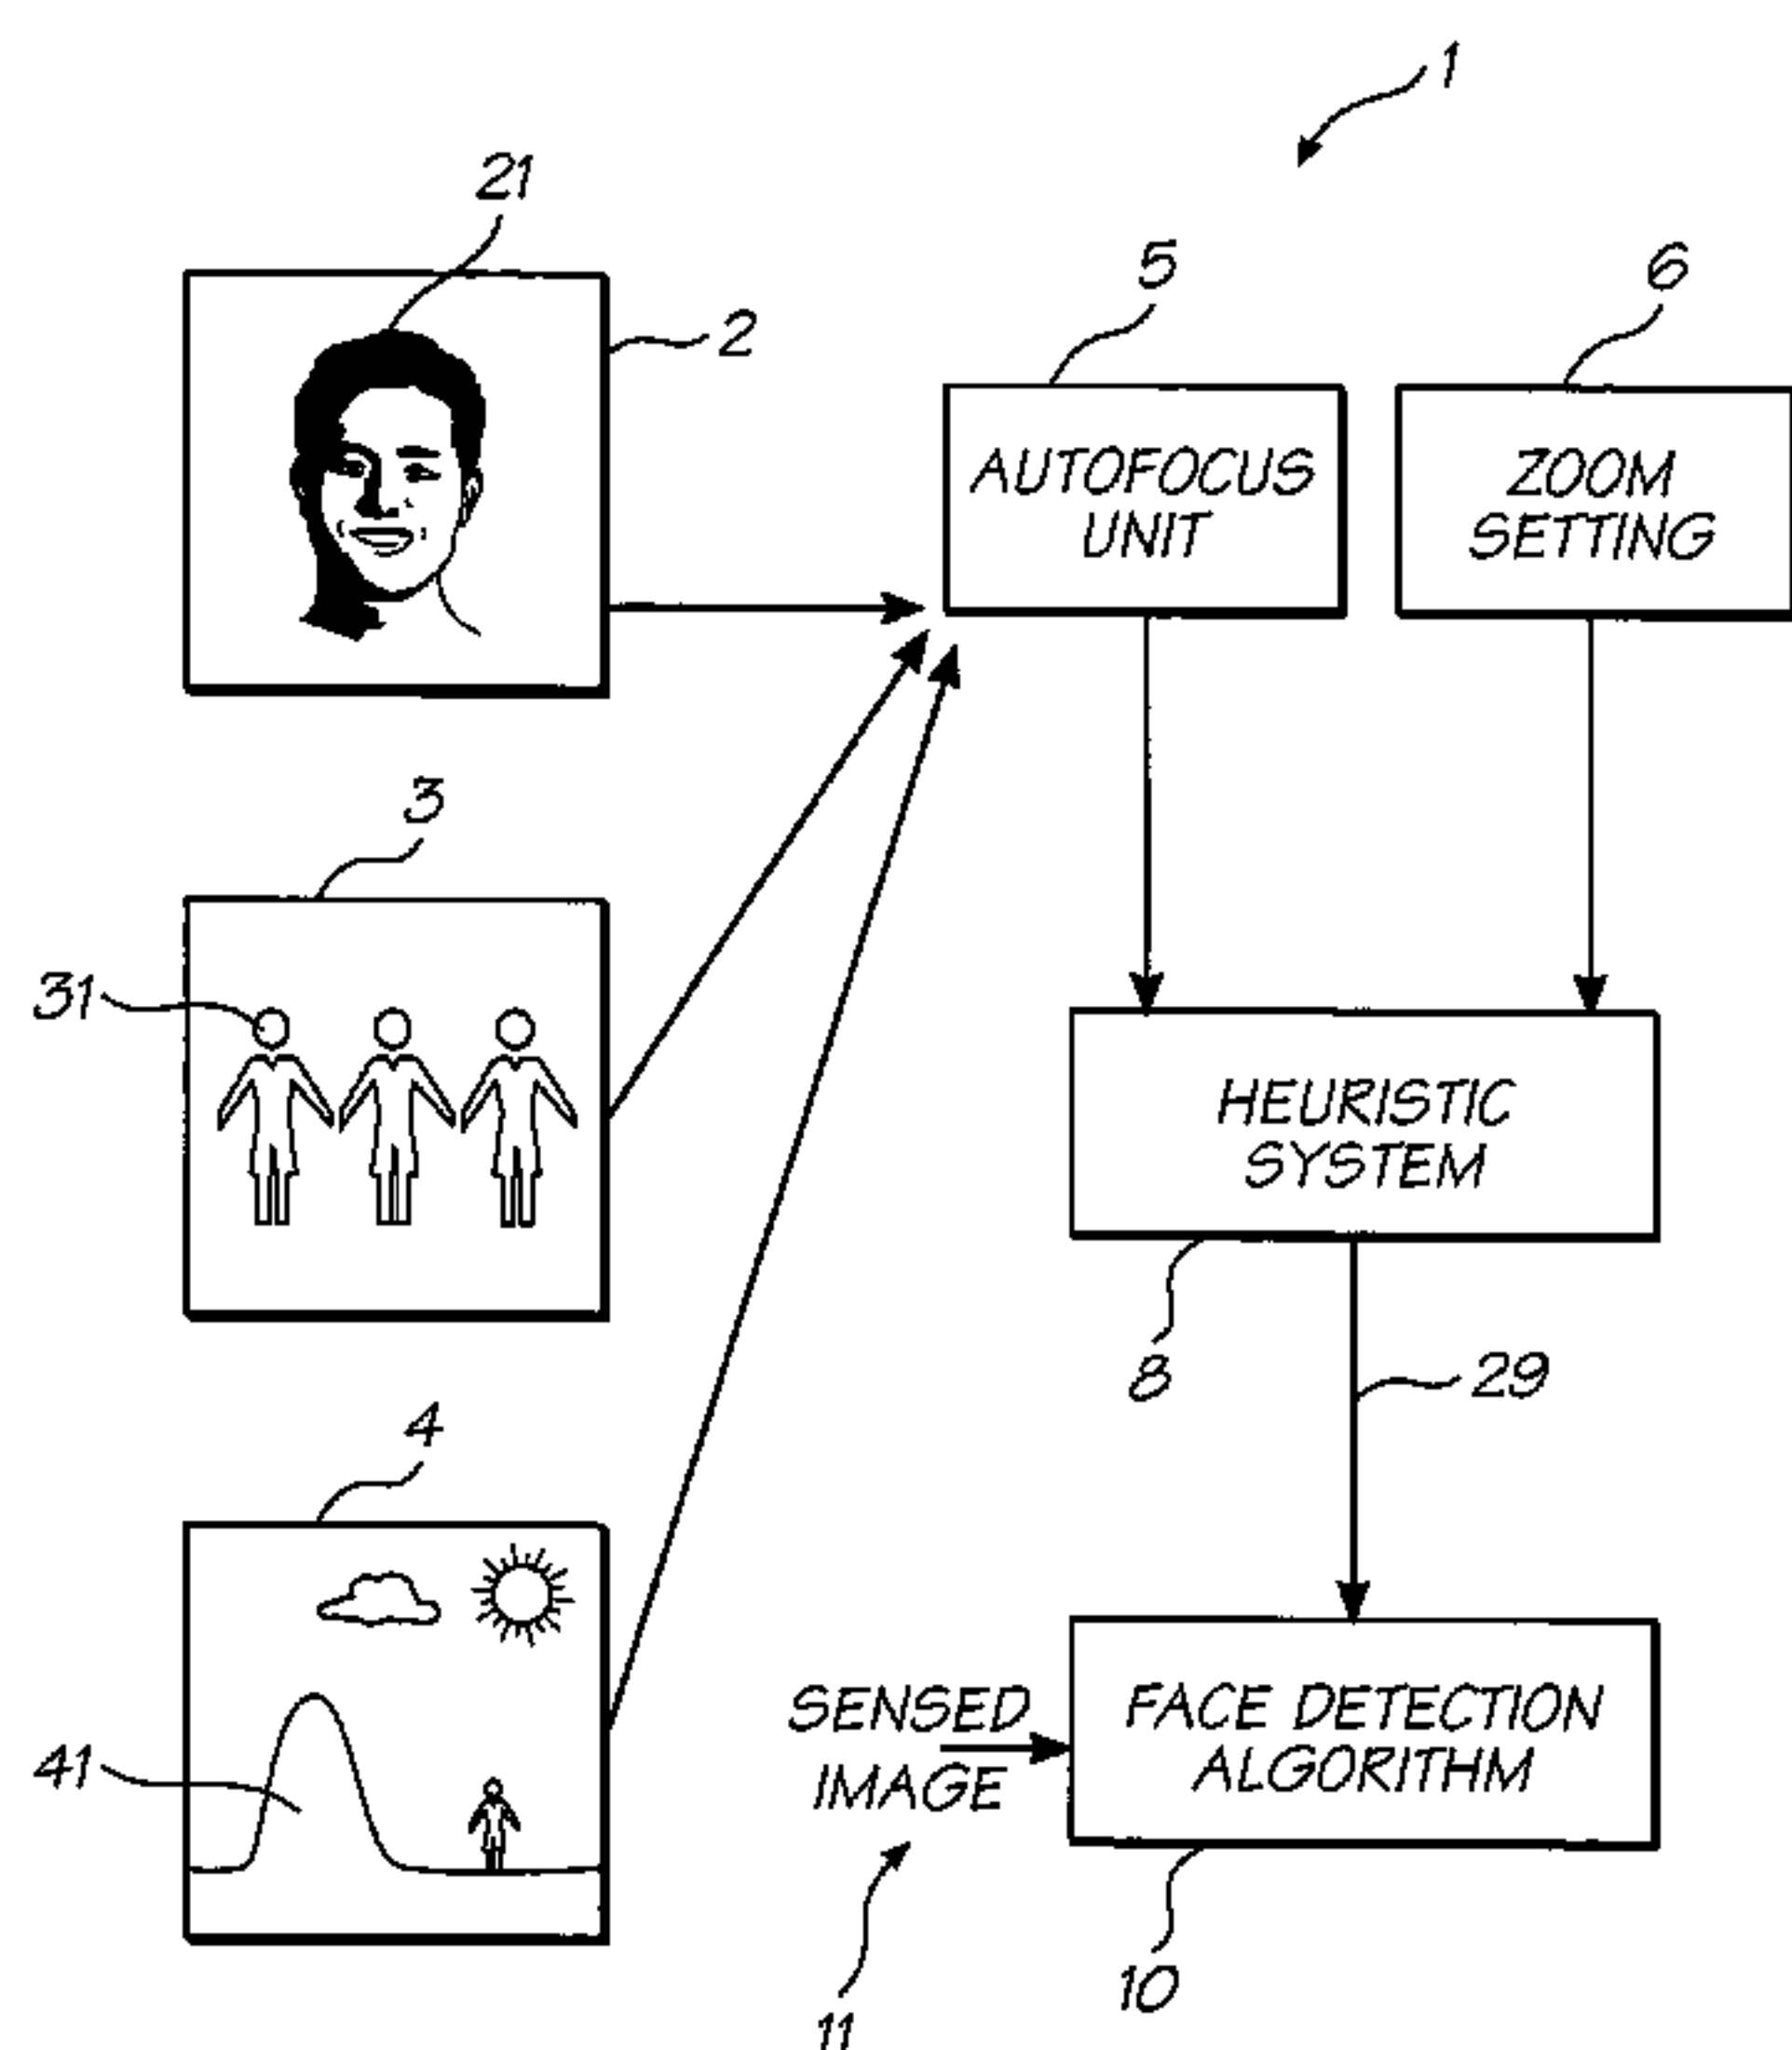 1
21
2
5
6
AUTOFOCUS
UNIT
ZOOM
SETTING
3
31
HEURISTIC
SYSTEM
8
29
4
41
SENSED
IMAGE
FACE DETECTION
ALGORITHM
10
11